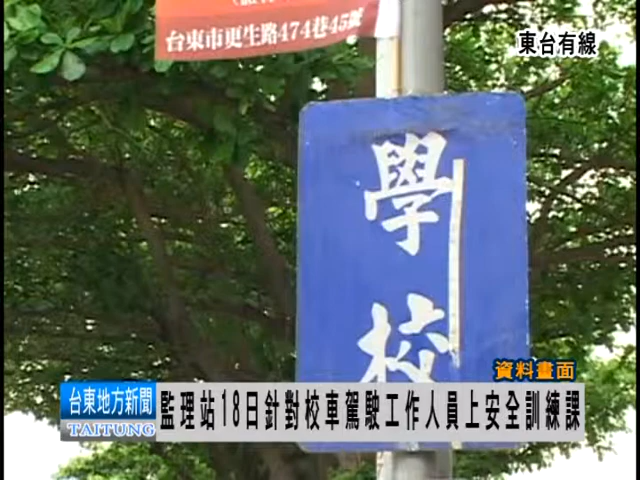 台東市更生路474巷45號
東台有線
學校
資料畫面
台東地方新聞
TAITUNG
監理站18日針對校車駕駛工作人員上安全訓練課